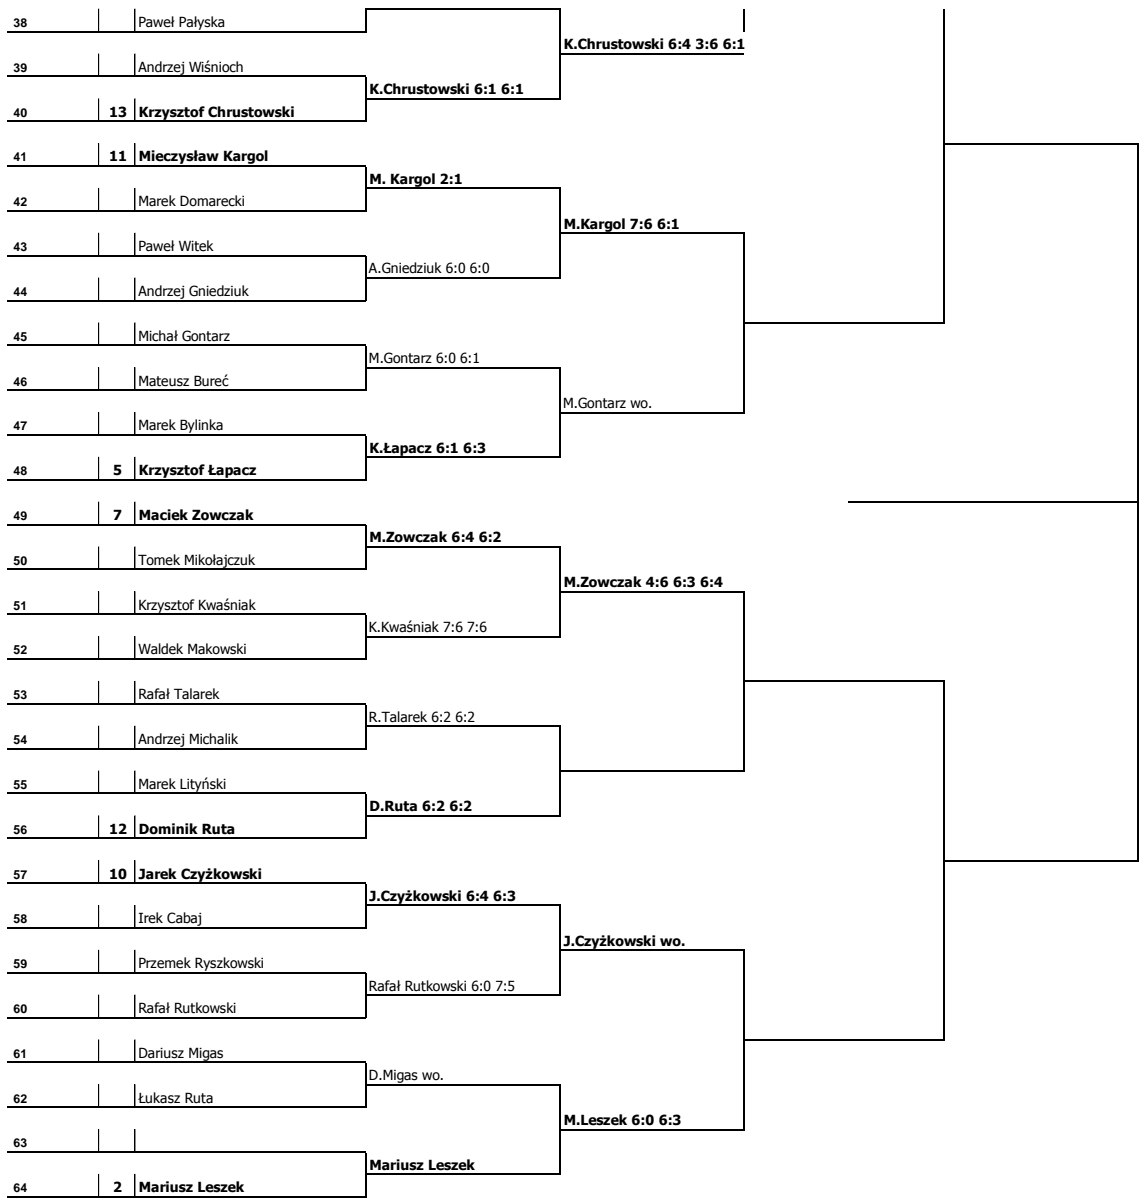 38 Paweł Pałyska
K.Chrustowski 6:4 3:6 6:1
39 Andrzej Wiśnioch
K.Chrustowski 6:1 6:1
40 13 Krzysztof Chrustowski
41 11 Mieczysław Kargol
M. Kargol 2:1
42 Marek Domarecki
M.Kargol 7:6 6:1
43 Paweł Witek
A.Gniedziuk 6:0 6:0
44 Andrzej Gniedziuk
45 Michał Gontarz
M.Gontarz 6:0 6:1
46 Mateusz Bureć
M.Gontarz wo.
47 Marek Bylinka
K.Łapacz 6:1 6:3
48 5 Krzysztof Łapacz
49 7 Maciek Zowczak
M.Zowczak 6:4 6:2
50 Tomek Mikołajczuk
M.Zowczak 4:6 6:3 6:4
51 Krzysztof Kwaśniak
K.Kwaśniak 7:6 7:6
52 Waldek Makowski
53 Rafał Talarek
R.Talarek 6:2 6:2
54 Andrzej Michalik
55 Marek Lityński
D.Ruta 6:2 6:2
56 12 Dominik Ruta
57 10 Jarek Czyżkowski
J.Czyżkowski 6:4 6:3
58 Irek Cabaj
J.Czyżkowski wo.
59 Przemek Ryszkowski
Rafał Rutkowski 6:0 7:5
60 Rafał Rutkowski
61 Dariusz Migas
D.Migas wo.
62 Łukasz Ruta
M.Leszek 6:0 6:3
63
Mariusz Leszek
64 2 Mariusz Leszek